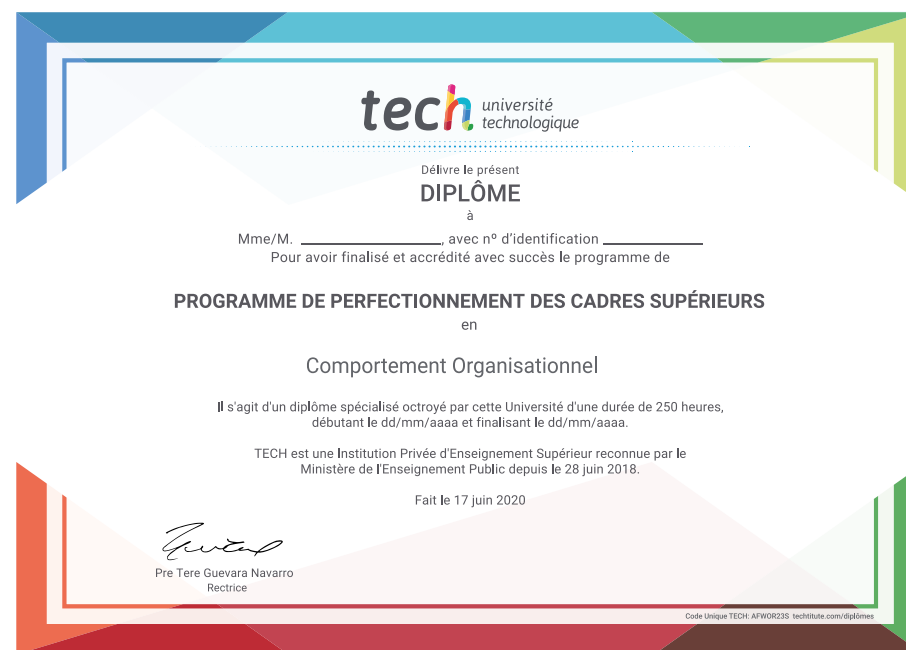 tech université
technologique
Délivre le présent
DIPLÔME
à
Mme/M. ____________________, avec nº d'identification ______________
Pour avoir finalisé et accrédité avec succès le programme de
PROGRAMME DE PERFECTIONNEMENT DES CADRES SUPÉRIEURS
en
Comportement Organisationnel
Il s'agit d'un diplôme spécialisé octroyé par cette Université d'une durée de 250 heures,
débutant le dd/mm/aaaa et finalisant le dd/mm/aaaa.
TECH est une Institution Privée d'Enseignement Supérieur reconnue par le
Ministère de l'Enseignement Public depuis le 28 juin 2018.
Fait le 17 juin 2020
Pre Tere Guevara Navarro
Rectrice
Code Unique TECH: AFWOR23S techtitute.com/diplômes